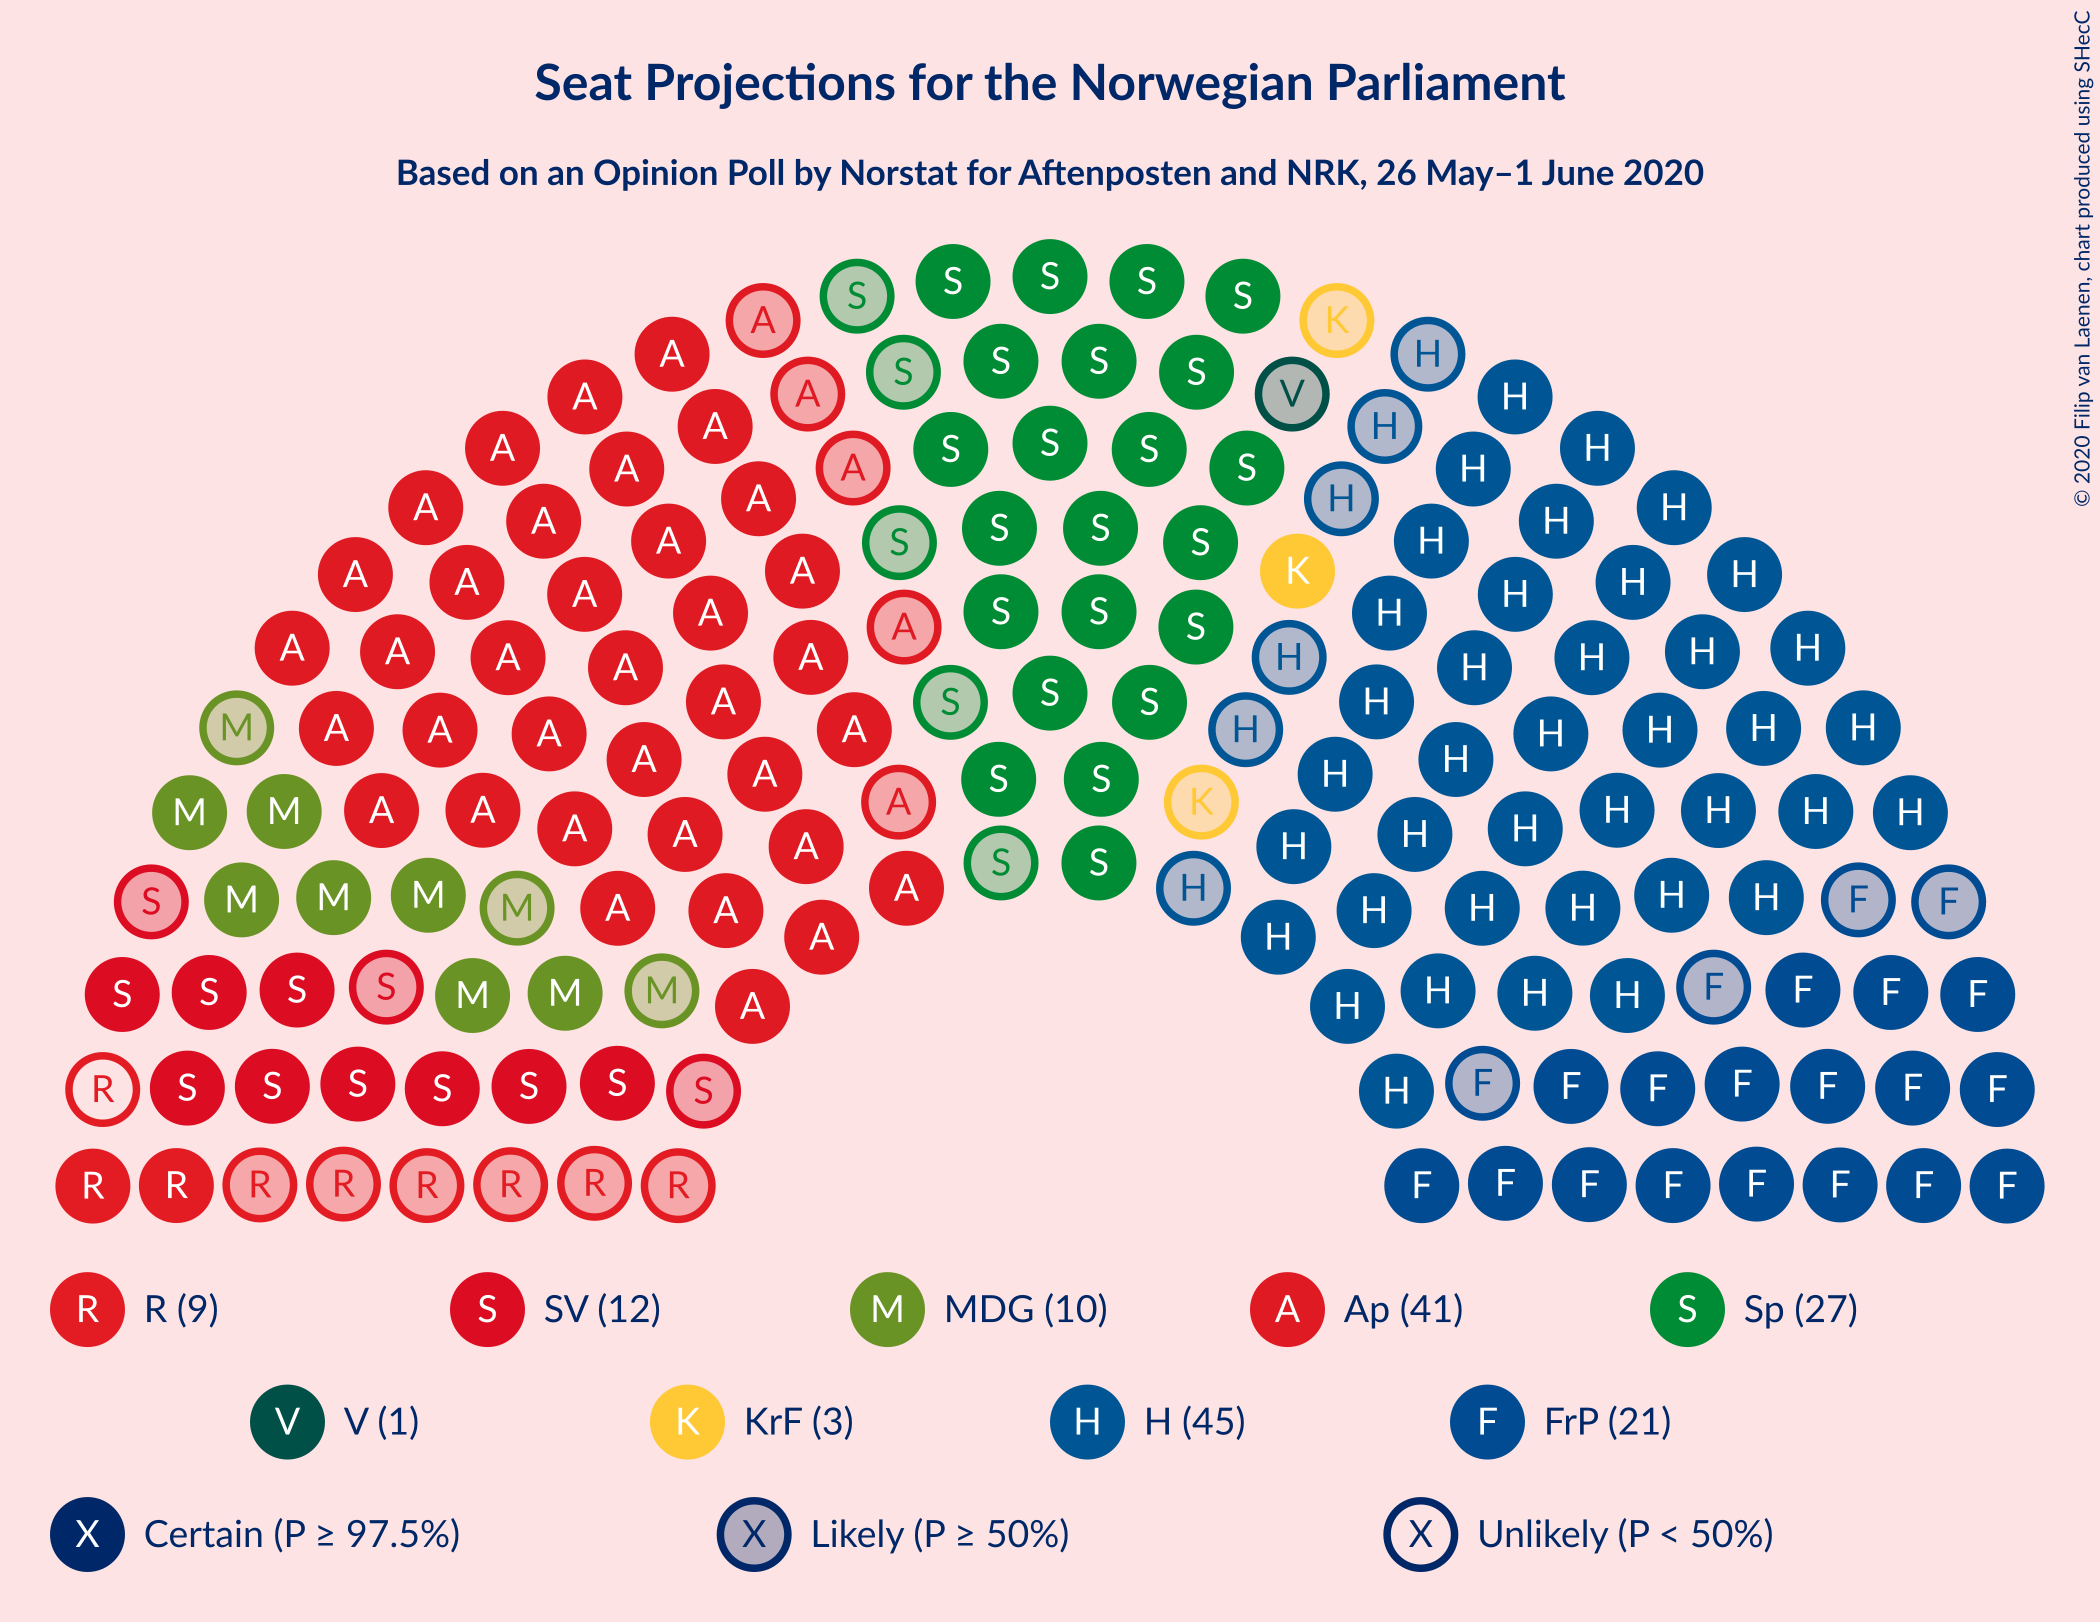 Seat Projections for the Norwegian Parliament
Based on an Opinion Poll by Norstat for Aftenposten and NRK, 26 May–1 June 2020
© 2020 Filip van Laenen, chart produced using SHecC
S S S S S
A K
A H
S S S
S S
A V
A H
A H
S S S S
A A
A H
A H
S S S S
A K
A A H H
A A H H
A A H H
S S S
A A
A A A H H H
A A H H
S S S
A A A H H H
M A A A A H H H H
A A H H
S S
A K
M M A A H H H H
A A H H
A H
S S
A H
S M M M M A A H H H H H F F
A H
S S S S M M M H H H F F F F
A H
R S S S S S S S H F F F F F F F
R R R R R R R R F F F F F F F F
R R (9) S SV (12) M MDG (10) A Ap (41) S Sp (27)
V V (1) K KrF (3) H H (45) F FrP (21)
X Certain (P ≥ 97.5%) X Likely (P ≥ 50%) X Unlikely (P < 50%)